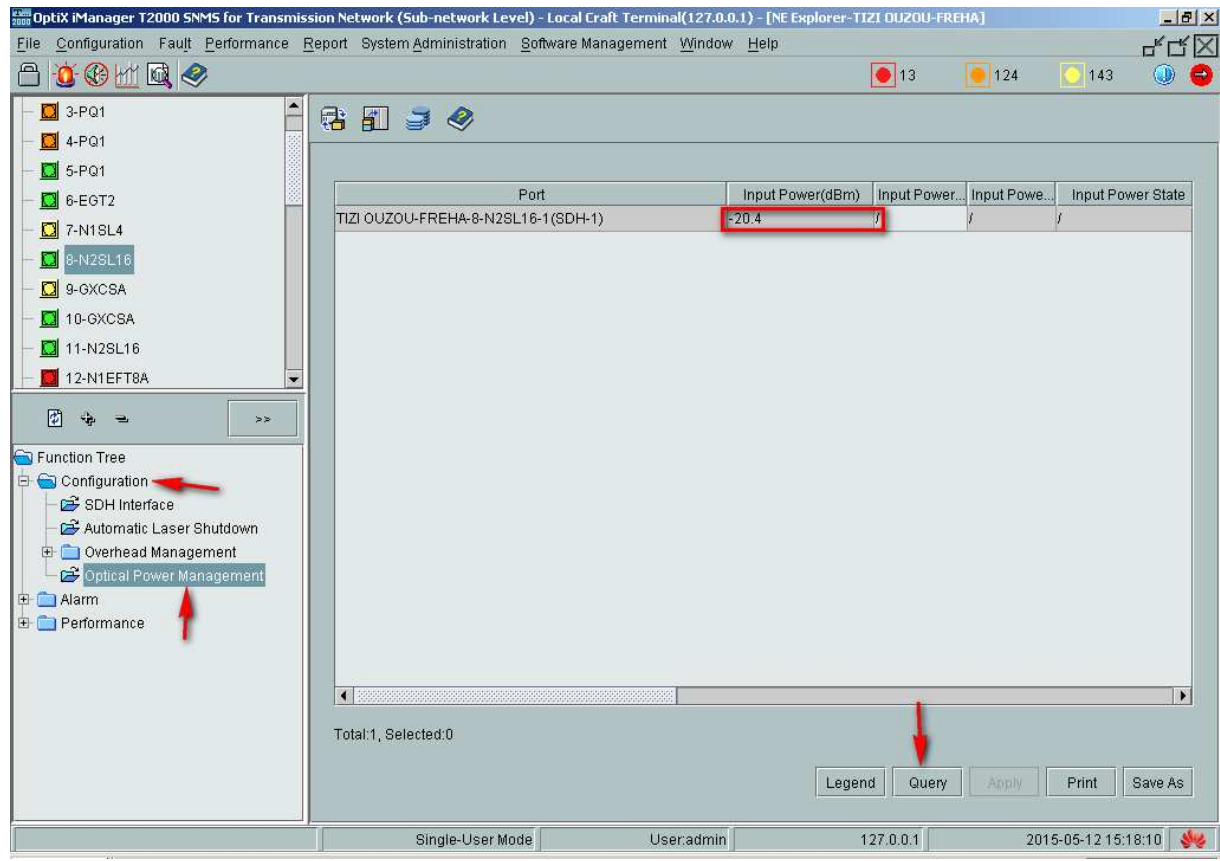 OptiX iManager T2000 SNMS for Transmission Network (Sub-network Level) - Local Craft Terminal(127.0.0.1) - [NE Explorer-TIZI OUZOU-FREHA]
File Configuration Fault Performance Report System Administration Software Management Window Help
13 124 143
3-PQ1
4-PQ1
5-PQ1
6-EGT2
7-N1SL4
8-N2SL16
9-GXCSA
10-GXCSA
11-N2SL16
12-N1EFT8A
>>
Function Tree
Configuration
SDH Interface
Automatic Laser Shutdown
Overhead Management
Optical Power Management
Alarm
Performance
Port Input Power(dBm) Input Power... Input Powe... Input Power State
TIZI OUZOU-FREHA-8-N2SL16-1(SDH-1) -20.4 / / /
Total:1, Selected:0
Legend Query Apply Print Save As
Single-User Mode User:admin 127.0.0.1 2015-05-12 15:18:10